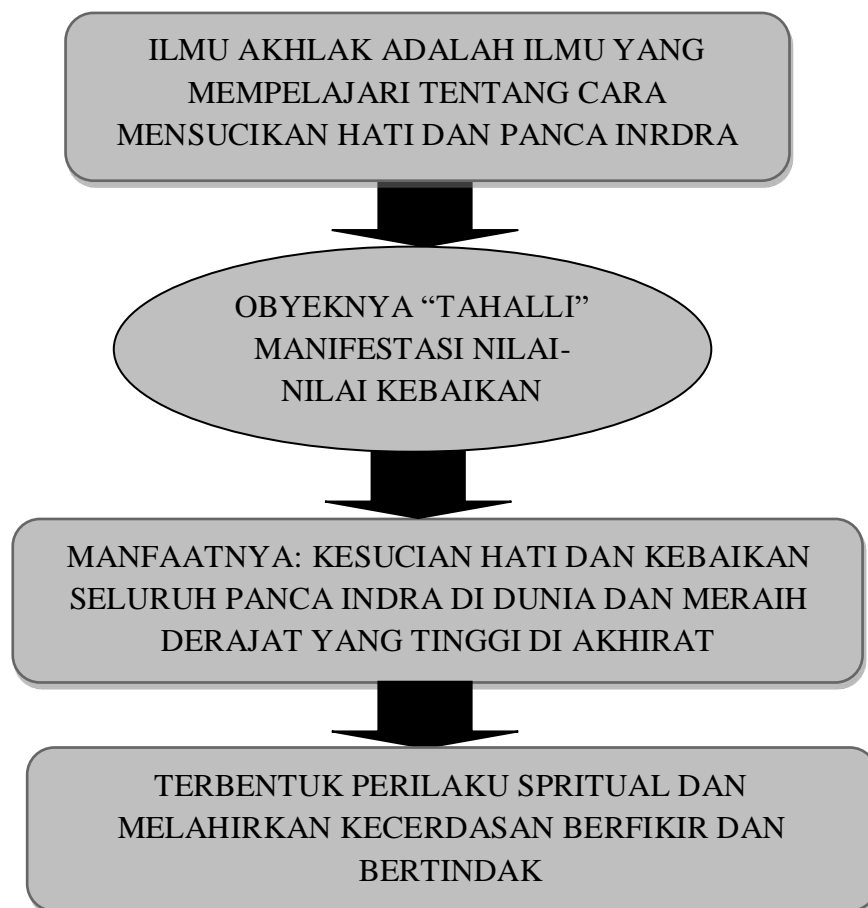 ILMU AKHLAK ADALAH ILMU YANG
MEMPELAJARI TENTANG CARA
MENSUCIKAN HATI DAN PANCA INRDRA
OBYEKNYA “TAHALLI”
MANIFESTASI NILAI-
NILAI KEBAIKAN
MANFAATNYA: KESUCIAN HATI DAN KEBAIKAN
SELURUH PANCA INDRA DI DUNIA DAN MERAIH
DERAJAT YANG TINGGI DI AKHIRAT
TERBENTUK PERILAKU SPRITUAL DAN
MELAHIRKAN KECERDASAN BERFIKIR DAN
BERTINDAK